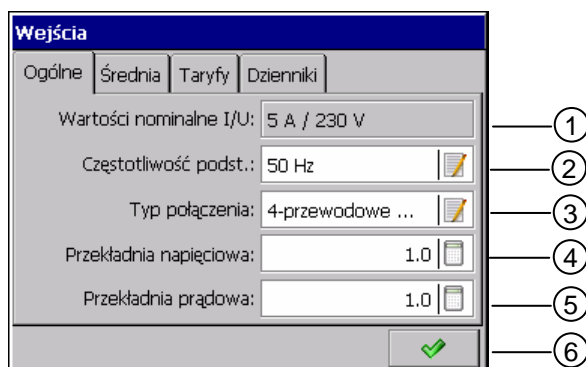 Wejścia
Ogólne Średnia Taryfy Dzienniki
Wartości nominalne I/U: 5 A / 230 V 1
Częstotliwość podst.: 50 Hz 2
Typ połączenia: 4-przewodowe ... 3
Przekładnia napięciowa: 1.0 4
Przekładnia prądowa: 1.0 5
6